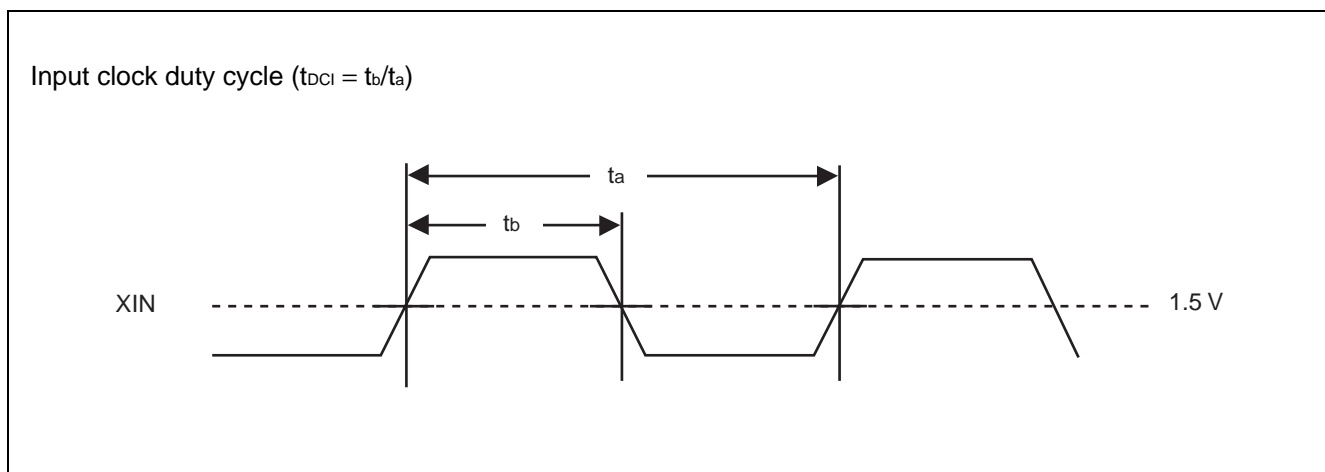 Input clock duty cycle (tDCI = tb/ta)
ta
tb
XIN
1.5 V